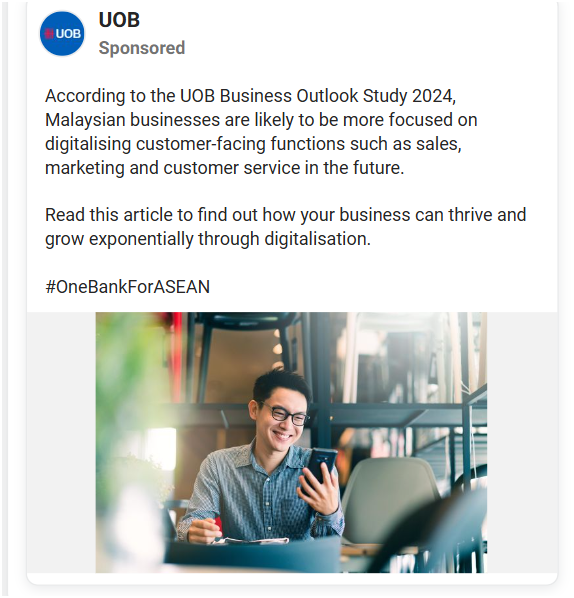 UOB
UOB
Sponsored
According to the UOB Business Outlook Study 2024,
Malaysian businesses are likely to be more focused on
digitalising customer-facing functions such as sales,
marketing and customer service in the future.
Read this article to find out how your business can thrive and
grow exponentially through digitalisation.
#OneBankForASEAN